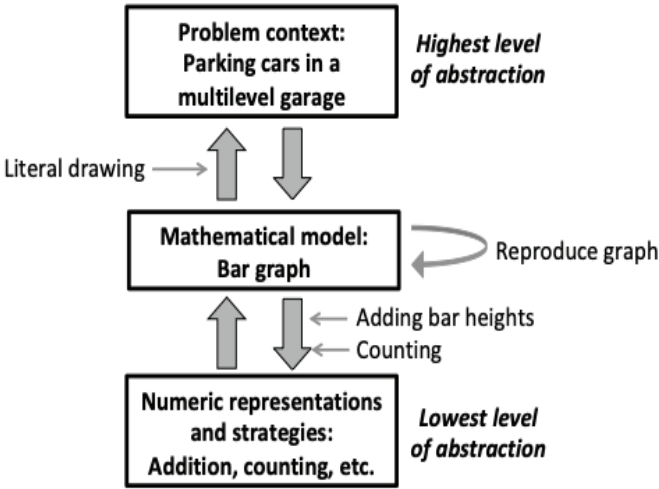 Problem context:
Parking cars in a
multilevel garage
Highest level
of abstraction
Literal drawing
Mathematical model:
Bar graph
Reproduce graph
Adding bar heights
Counting
Numeric representations
and strategies:
Addition, counting, etc.
Lowest level
of abstraction